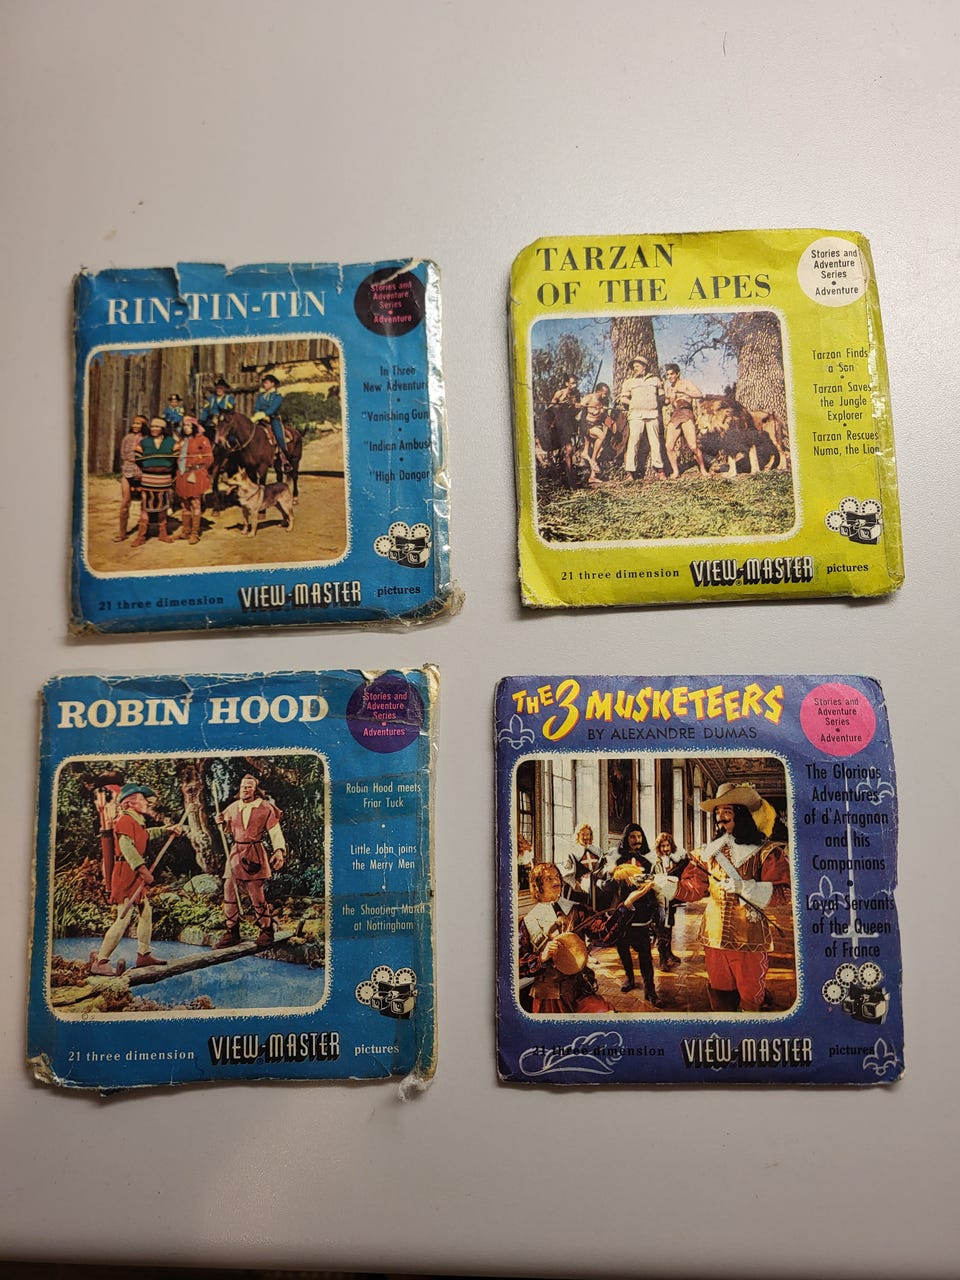 RIN-TIN-TIN
Stories and
Adventure
Series
•
Adventure
In Three
New Adventur
"Vanishing Gun
•
"Indian Ambus
•
"High Danger
21 three dimension VIEW-MASTER pictures
TARZAN
OF THE APES
Stories and
Adventure
Series
•
Adventure
Tarzan Finds
a Son
•
Tarzan Saves
the Jungle
Explorer
•
Tarzan Rescues
Numa, the Lion
21 three dimension VIEW-MASTER pictures
ROBIN HOOD
Stories and
Adventure
Series
•
Adventures
Robin Hood meets
Friar Tuck
•
Little John joins
the Merry Men
•
the Shooting Match
at Nottingham
21 three dimension VIEW-MASTER pictures
THE 3 MUSKETEERS
BY ALEXANDRE DUMAS
Stories and
Adventure
Series
•
Adventure
The Glorious
Adventures
of d'Artagnan
and his
Companions
•
Loyal Servants
of the Queen
of France
21 three dimension VIEW-MASTER pictures